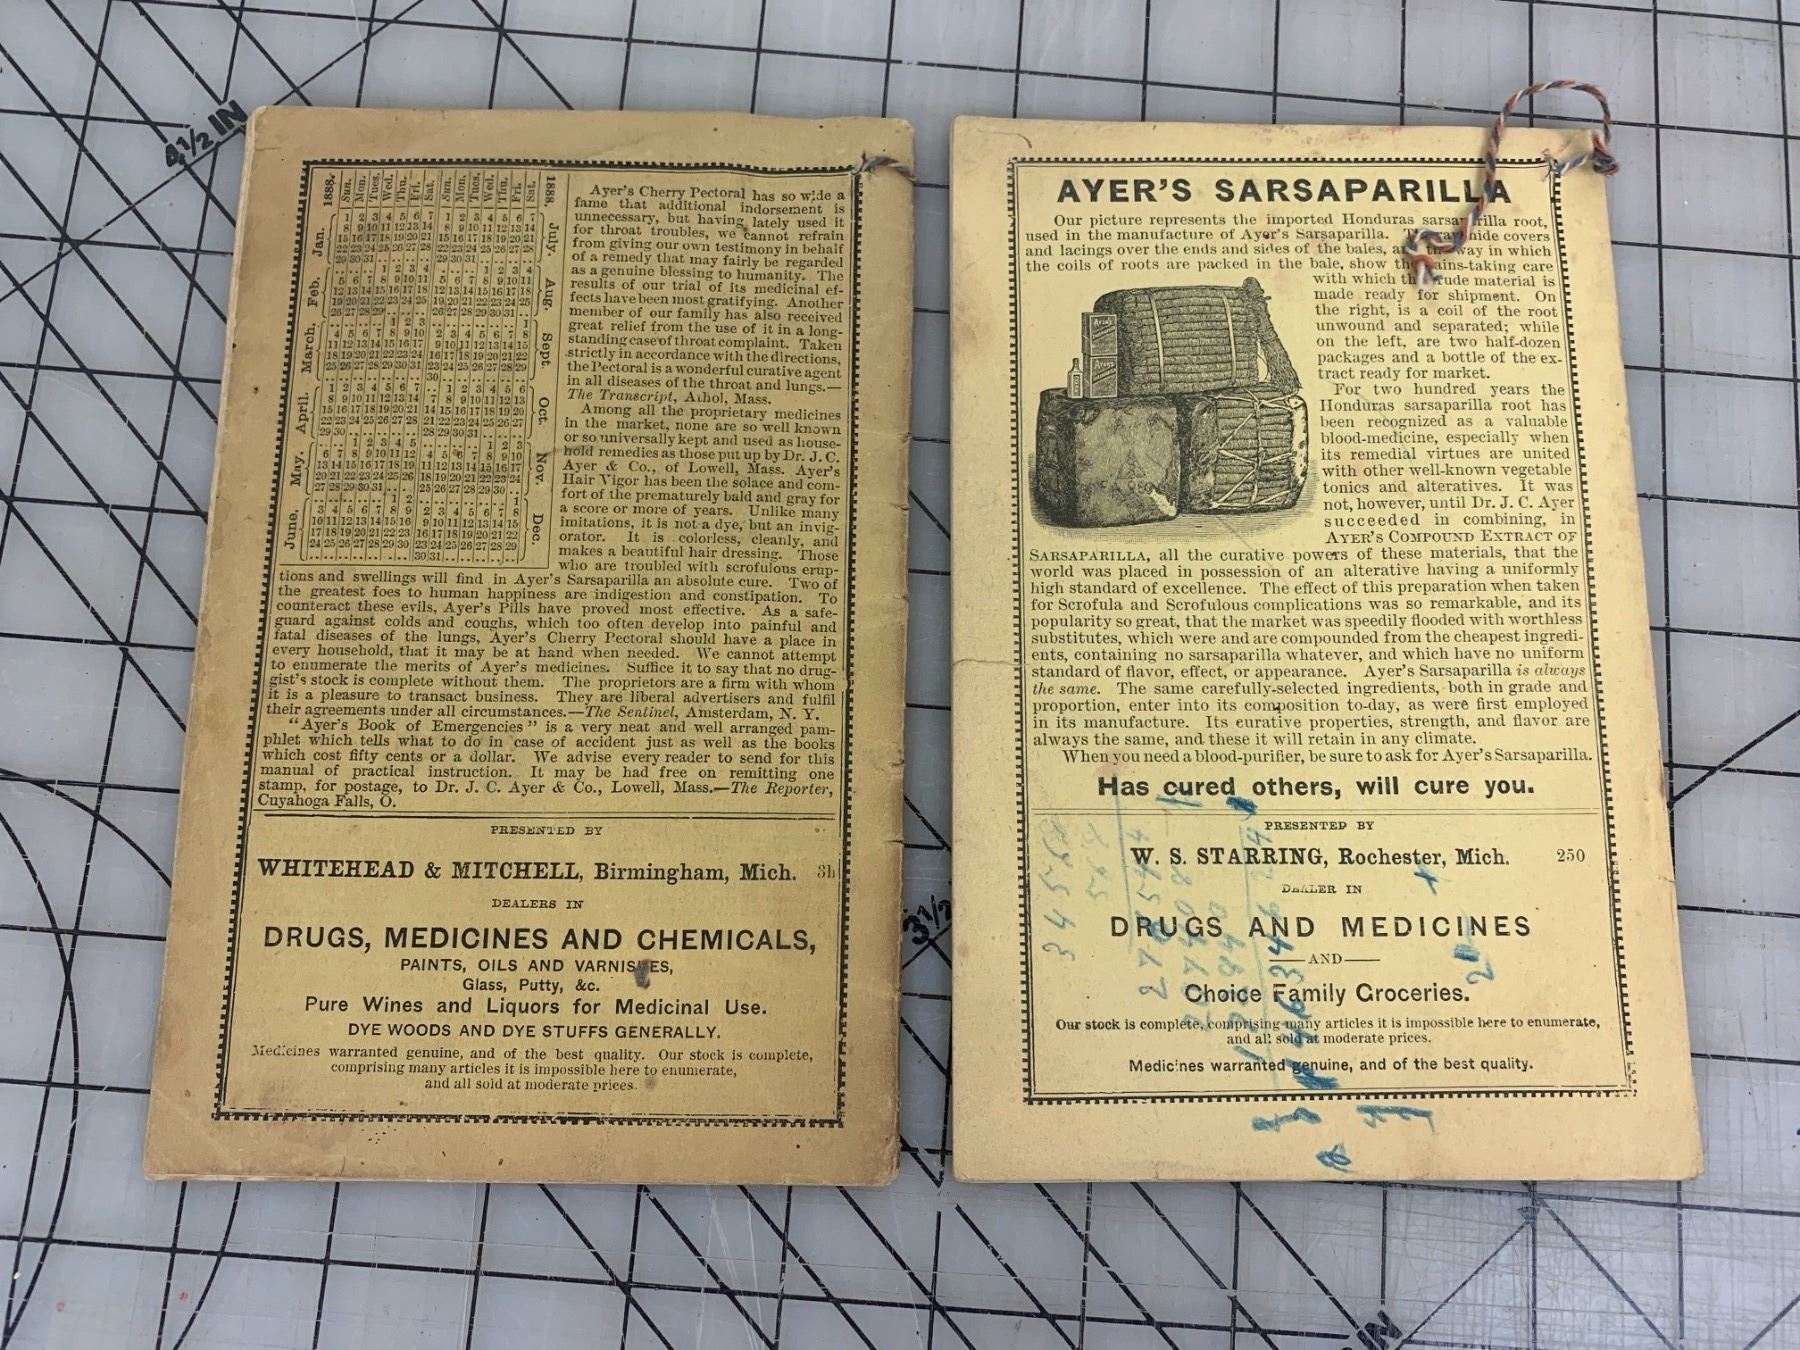 4½ IN
1888.
Sun.
Mon.
Tues.
Wed.
Thu.
Fri.
Sat.
Sun.
Mon.
Tues.
Wed.
Thu.
Fri.
Sat.
1888.
Jan.
July.
Feb.
Aug.
March.
Sept.
April.
Oct.
May.
Nov.
June.
Dec.
Ayer's Cherry Pectoral has so wide a
fame that additional indorsement is
unnecessary, but having lately used it
for throat troubles, we cannot refrain
from giving our own testimony in behalf
of a remedy that may fairly be regarded
as a genuine blessing to humanity. The
results of our trial of its medicinal ef-
fects have been most gratifying. Another
member of our family has also received
great relief from the use of it in a long-
standing case of throat complaint. Taken
strictly in accordance with the directions,
the Pectoral is a wonderful curative agent
in all diseases of the throat and lungs.—
The Transcript, Athol, Mass.
Among all the proprietary medicines
in the market, none are so well known
or so universally kept and used as house-
hold remedies as those put up by Dr. J. C.
Ayer & Co., of Lowell, Mass. Ayer's
Hair Vigor has been the solace and com-
fort of the prematurely bald and gray for
a score or more of years. Unlike many
imitations, it is not a dye, but an invig-
orator. It is colorless, cleanly, and
makes a beautiful hair dressing. Those
who are troubled with scrofulous erup-
tions and swellings will find in Ayer's Sarsaparilla an absolute cure. Two of
the greatest foes to human happiness are indigestion and constipation. To
counteract these evils, Ayer's Pills have proved most effective. As a safe-
guard against colds and coughs, which too often develop into painful and
fatal diseases of the lungs, Ayer's Cherry Pectoral should have a place in
every household, that it may be at hand when needed. We cannot attempt
to enumerate the merits of Ayer's medicines. Suffice it to say that no drug-
gist's stock is complete without them. The proprietors are a firm with whom
it is a pleasure to transact business. They are liberal advertisers and fulfil
their agreements under all circumstances.—The Sentinel, Amsterdam, N. Y.
"Ayer's Book of Emergencies" is a very neat and well arranged pam-
phlet which tells what to do in case of accident just as well as the books
which cost fifty cents or a dollar. We advise every reader to send for this
manual of practical instruction. It may be had free on remitting one
stamp, for postage, to Dr. J. C. Ayer & Co., Lowell, Mass.—The Reporter,
Cuyahoga Falls, O.
PRESENTED BY
WHITEHEAD & MITCHELL, Birmingham, Mich. 3h
DEALERS IN
DRUGS, MEDICINES AND CHEMICALS,
PAINTS, OILS AND VARNISHES,
Glass, Putty, &c.
Pure Wines and Liquors for Medicinal Use.
DYE WOODS AND DYE STUFFS GENERALLY.
Medicines warranted genuine, and of the best quality. Our stock is complete,
comprising many articles it is impossible here to enumerate,
and all sold at moderate prices.
AYER'S SARSAPARILLA
Our picture represents the imported Honduras sarsaparilla root,
used in the manufacture of Ayer's Sarsaparilla. The rawhide covers
and lacings over the ends and sides of the bales, and the way in which
the coils of roots are packed in the bale, show the pains-taking care
with which the crude material is
made ready for shipment. On
the right, is a coil of the root
unwound and separated; while
on the left, are two half-dozen
packages and a bottle of the ex-
tract ready for market.
For two hundred years the
Honduras sarsaparilla root has
been recognized as a valuable
blood-medicine, especially when
its remedial virtues are united
with other well-known vegetable
tonics and alteratives. It was
not, however, until Dr. J. C. Ayer
succeeded in combining, in
AYER'S COMPOUND EXTRACT OF
SARSAPARILLA, all the curative powers of these materials, that the
world was placed in possession of an alterative having a uniformly
high standard of excellence. The effect of this preparation when taken
for Scrofula and Scrofulous complications was so remarkable, and its
popularity so great, that the market was speedily flooded with worthless
substitutes, which were and are compounded from the cheapest ingredi-
ents, containing no sarsaparilla whatever, and which have no uniform
standard of flavor, effect, or appearance. Ayer's Sarsaparilla is always
the same. The same carefully-selected ingredients, both in grade and
proportion, enter into its composition to-day, as were first employed
in its manufacture. Its curative properties, strength, and flavor are
always the same, and these it will retain in any climate.
When you need a blood-purifier, be sure to ask for Ayer's Sarsaparilla.
Has cured others, will cure you.
PRESENTED BY
W. S. STARRING, Rochester, Mich. 250
DEALER IN
DRUGS AND MEDICINES
—AND—
Choice Family Groceries.
Our stock is complete, comprising many articles it is impossible here to enumerate,
and all sold at moderate prices.
Medicines warranted genuine, and of the best quality.
3½
IN